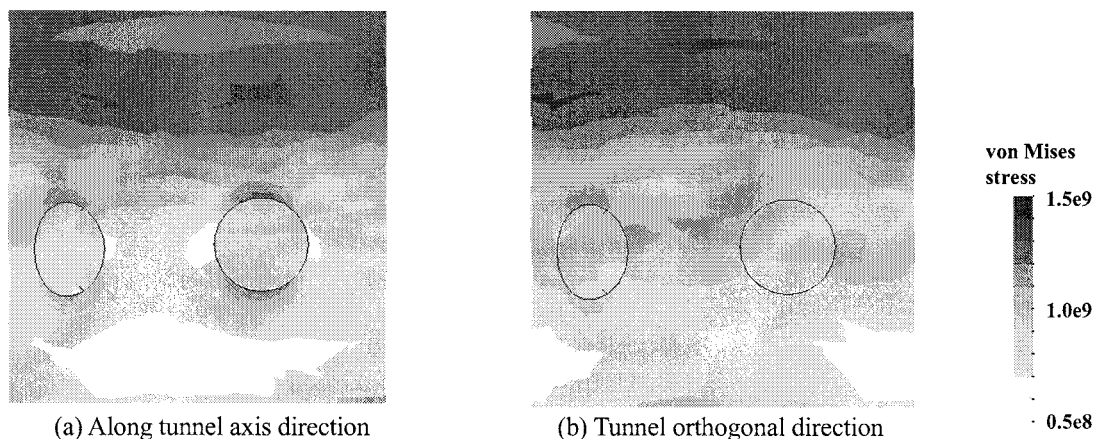 von Mises
stress
1.5e9
1.0e9
0.5e8
(a) Along tunnel axis direction
(b) Tunnel orthogonal direction